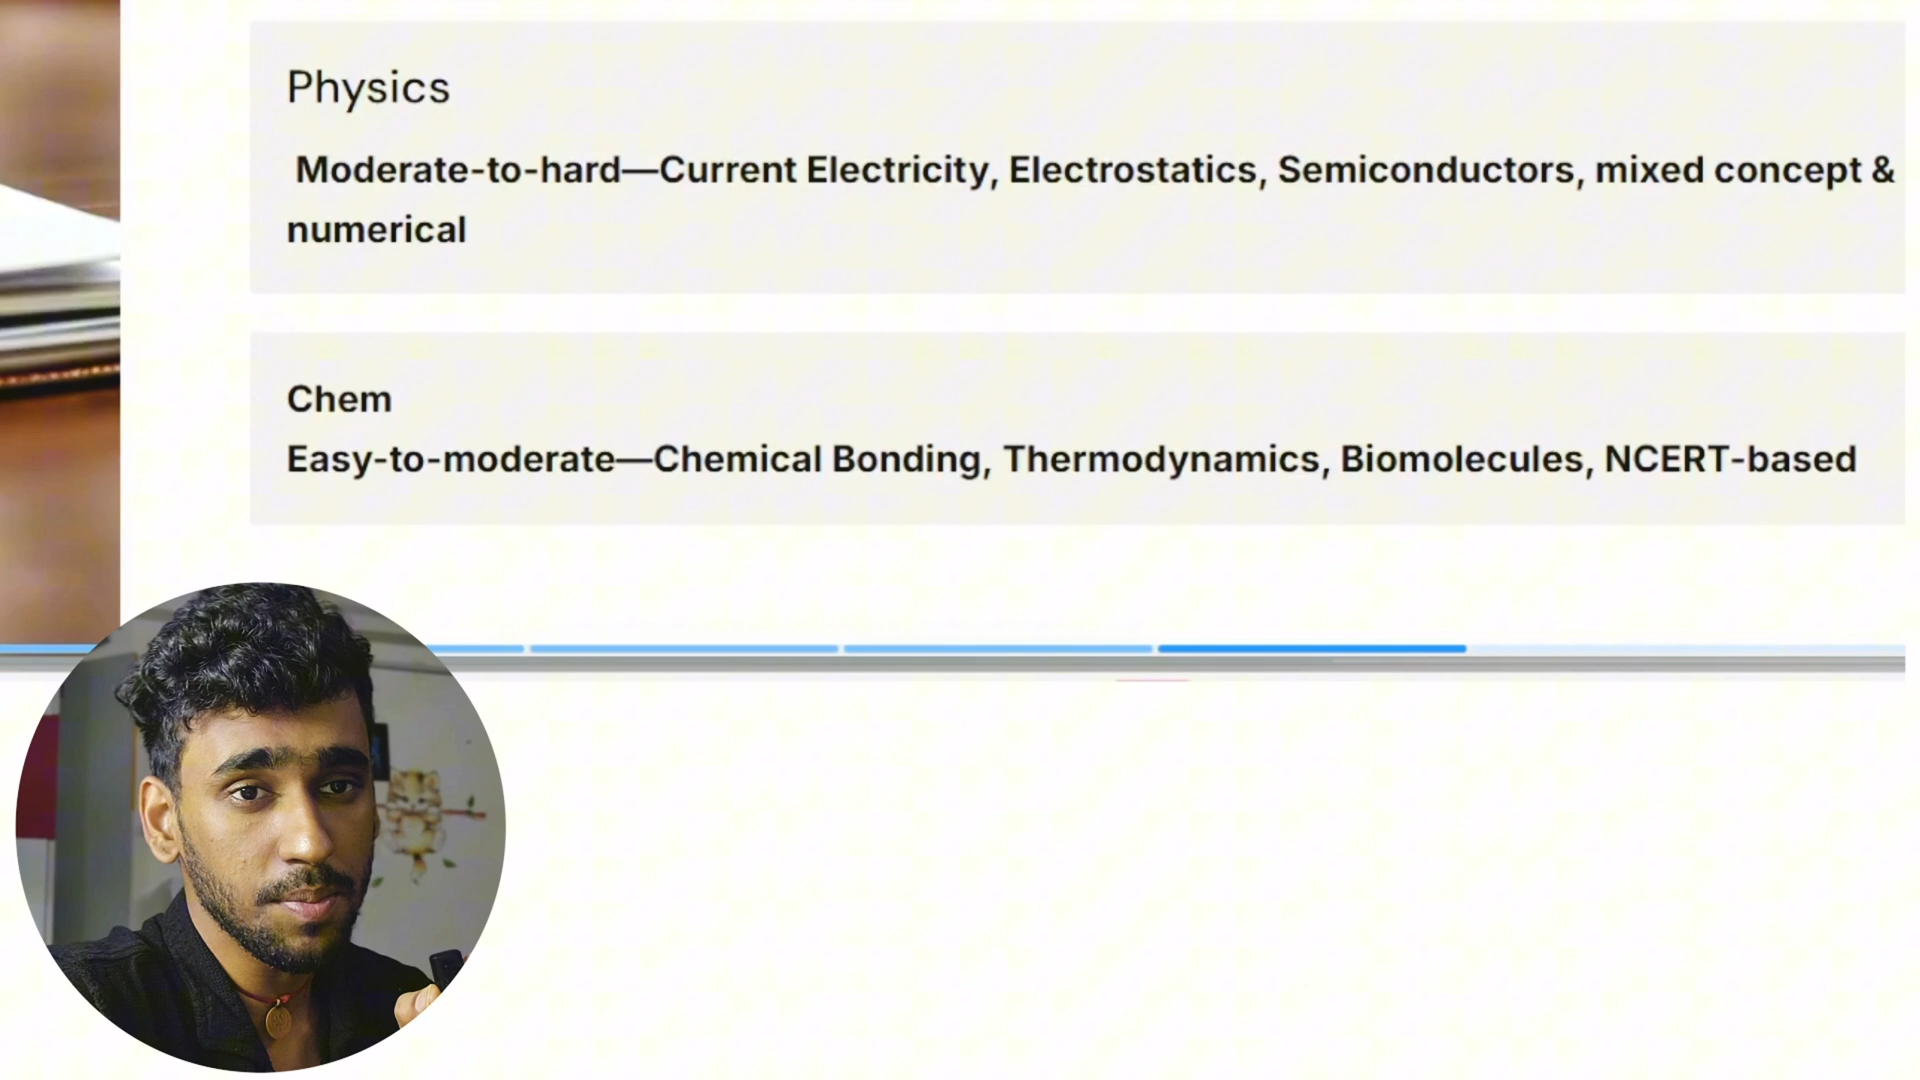 Physics
Moderate-to-hard—Current Electricity, Electrostatics, Semiconductors, mixed concept &
numerical
Chem
Easy-to-moderate—Chemical Bonding, Thermodynamics, Biomolecules, NCERT-based